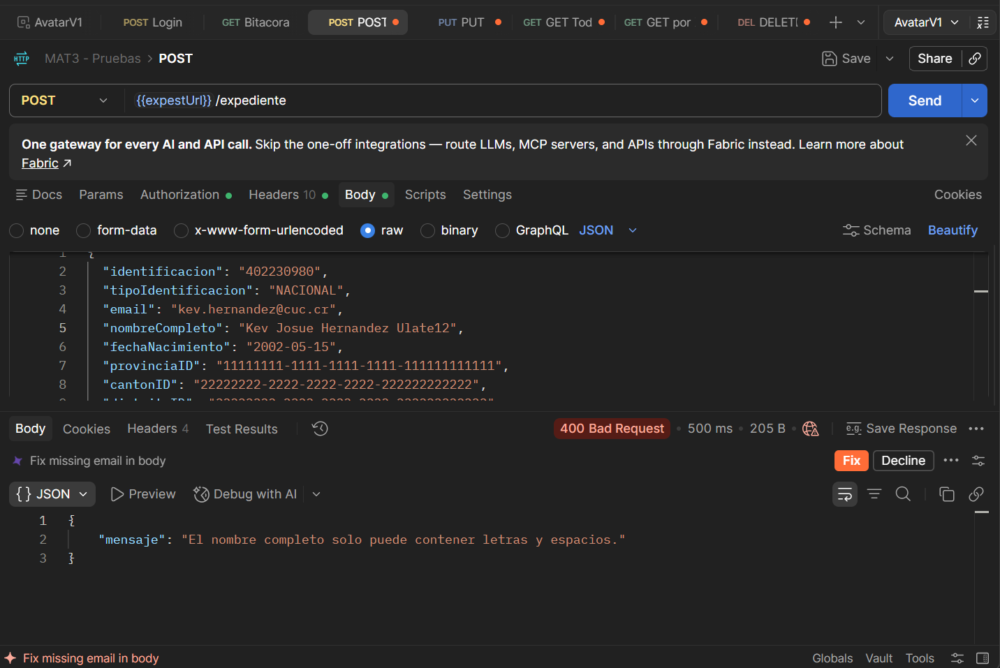 AvatarV1 POST Login GET Bitacora POST POST PUT PUT GET GET Tod GET GET por DEL DELET AvatarV1
HTTP MAT3 - Pruebas > POST Save Share
POST {{expestUrl}} /expediente Send
One gateway for every AI and API call. Skip the one-off integrations — route LLMs, MCP servers, and APIs through Fabric instead. Learn more about
Fabric ↗
Docs Params Authorization Headers 10 Body Scripts Settings Cookies
none form-data x-www-form-urlencoded raw binary GraphQL JSON Schema Beautify
1 {
2 "identificacion": "402230980",
3 "tipoIdentificacion": "NACIONAL",
4 "email": "kev.hernandez@cuc.cr",
5 "nombreCompleto": "Kev Josue Hernandez Ulate12",
6 "fechaNacimiento": "2002-05-15",
7 "provinciaID": "11111111-1111-1111-1111-111111111111",
8 "cantonID": "22222222-2222-2222-2222-222222222222",
Body Cookies Headers 4 Test Results 400 Bad Request • 500 ms • 205 B • e.g. Save Response
Fix missing email in body Fix Decline
{} JSON Preview Debug with AI
1 {
2 "mensaje": "El nombre completo solo puede contener letras y espacios."
3 }
Fix missing email in body Globals Vault Tools